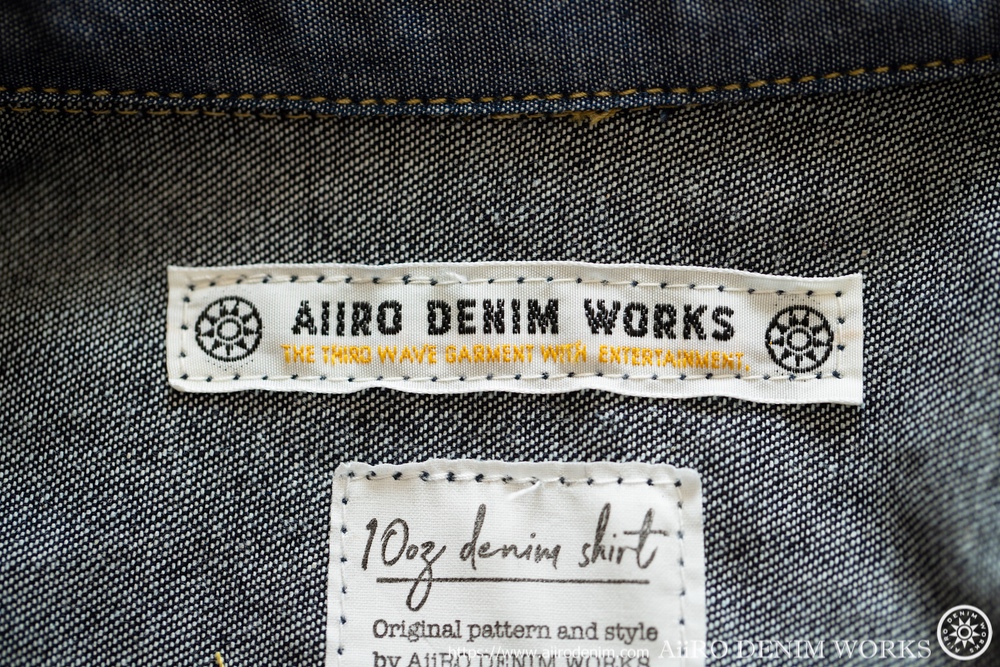 AIIRO DENIM WORKS
THE THIRD WAVE GARMENT WITH ENTERTAINMENT.
10oz denim shirt
Original pattern and style
by AiiRO DENIM WORKS
https://www.aiirodenim.com
AiiRO DENIM WORKS